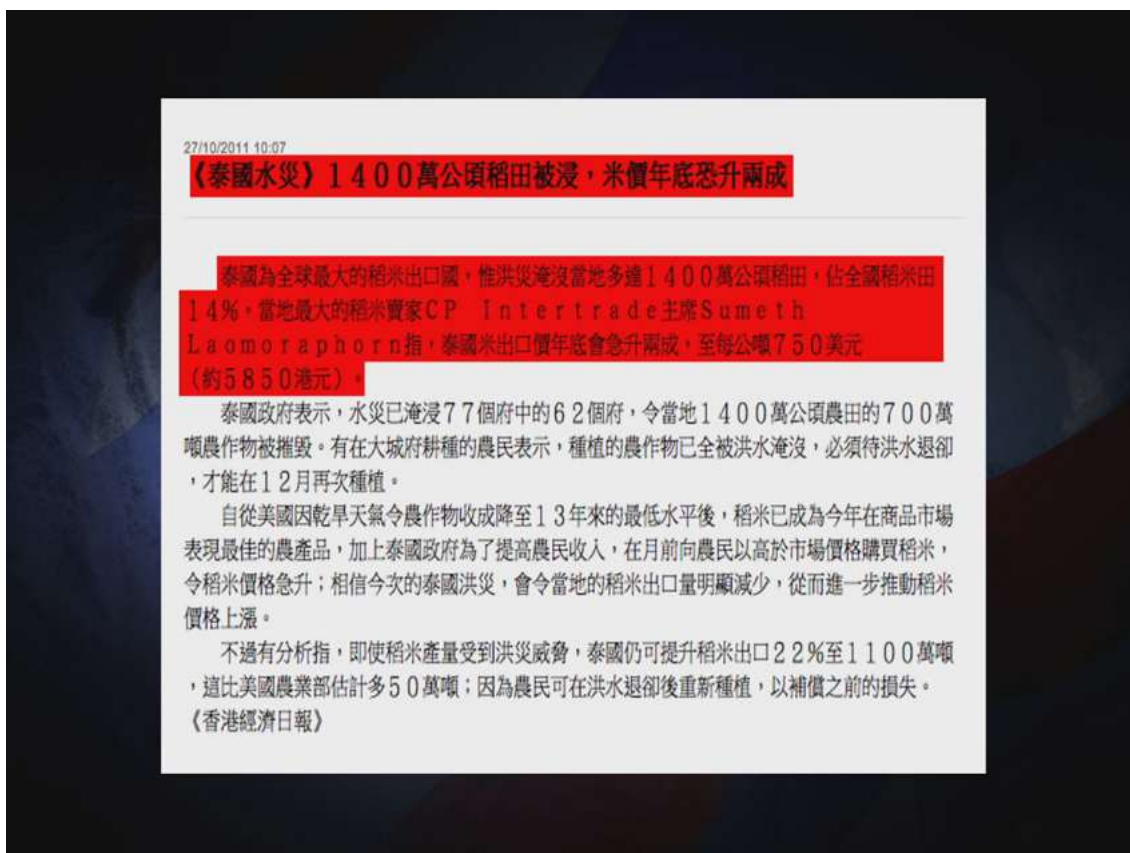 27/10/2011 10:07
《泰國水災》1400萬公頃稻田被浸，米價年底恐升兩成
泰國為全球最大的稻米出口國，惟洪災淹沒當地多達1400萬公頃稻田，佔全國稻米田
14%，當地最大的稻米賣家CP Intertrade主席Sumeth
Laomoraphorn指，泰國米出口價年底會急升兩成，至每公噸750美元
(約5850港元)。
泰國政府表示，水災已淹浸77個府中的62個府，令當地1400萬公頃農田的700萬
噸農作物被摧毀。有在大城府耕種的農民表示，種植的農作物已全被洪水淹沒，必須待洪水退卻
，才能在12月再次種植。
自從美國因乾旱天氣令農作物收成降至13年來的最低水平後，稻米已成為今年在商品市場
表現最佳的農產品，加上泰國政府為了提高農民收入，在月前向農民以高於市場價格購買稻米，
令稻米價格急升；相信今次的泰國洪災，會令當地的稻米出口量明顯減少，從而進一步推動稻米
價格上漲。
不過有分析指，即使稻米產量受到洪災威脅，泰國仍可提升稻米出口22%至1100萬噸
，這比美國農業部估計多50萬噸；因為農民可在洪水退卻後重新種植，以補償之前的損失。
《香港經濟日報》